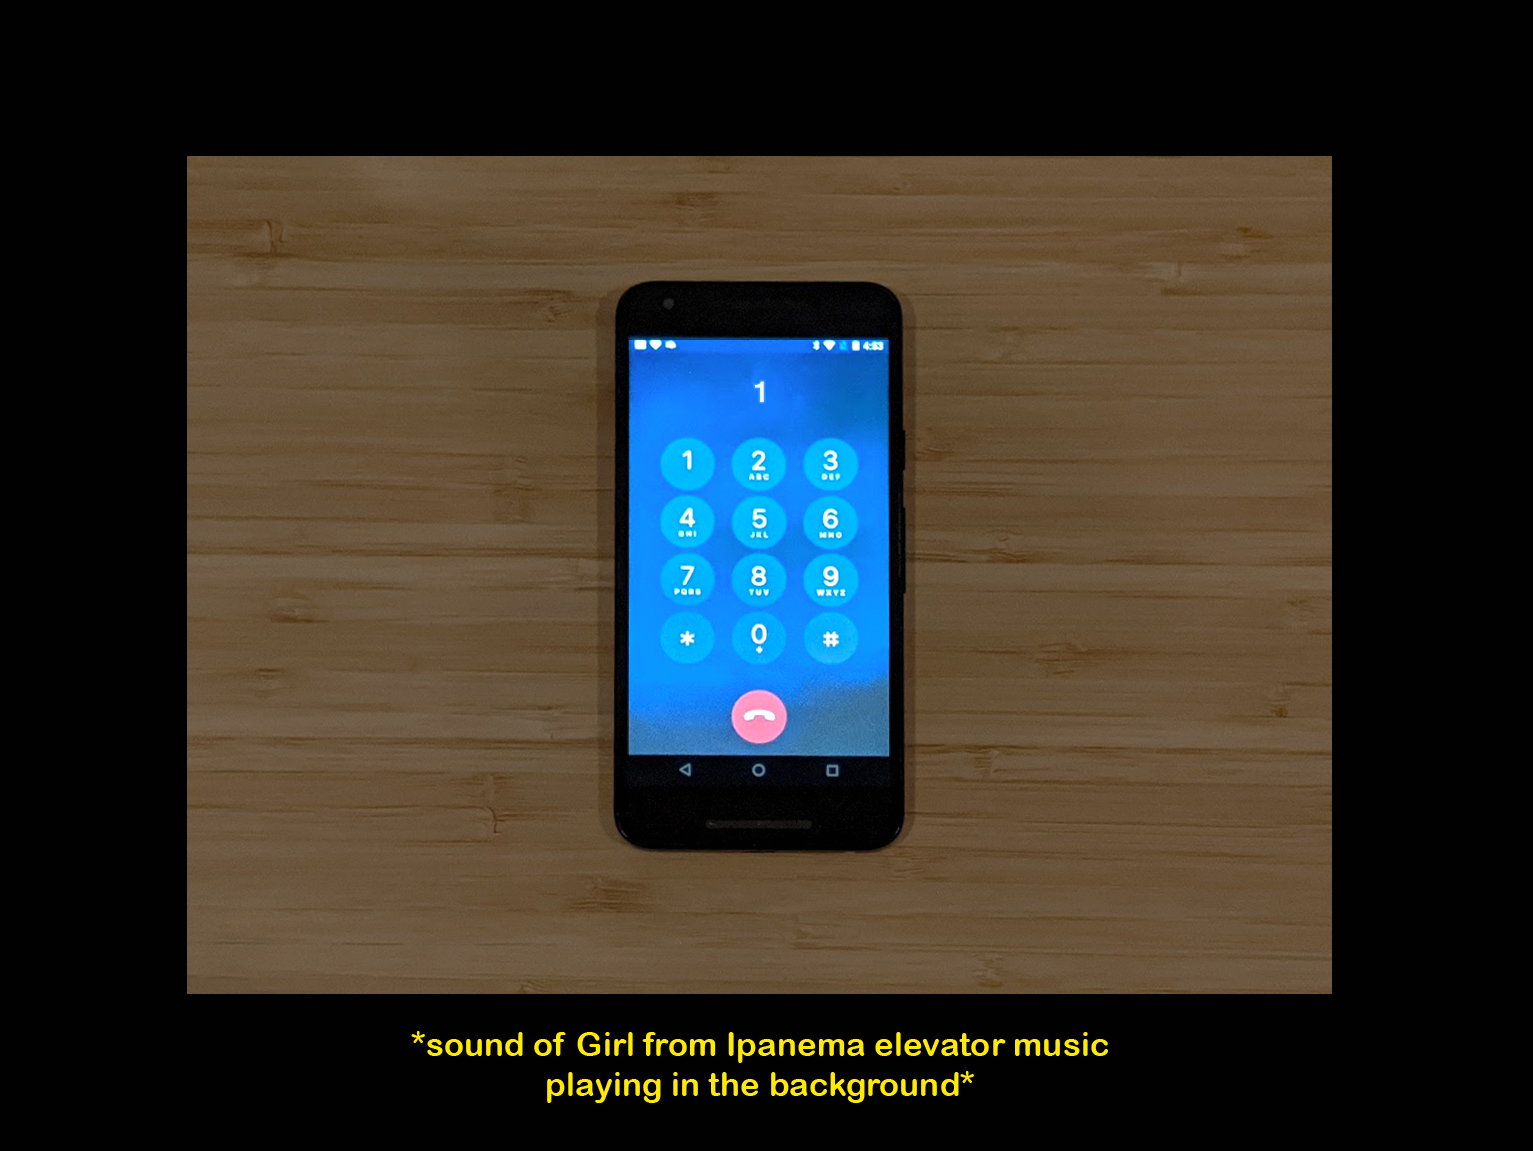 4:53
1
1 2 3
ABC DEF
4 5 6
GHI JKL MNO
7 8 9
PQRS TUV WXYZ
* 0 #
+
*sound of Girl from Ipanema elevator music
playing in the background*